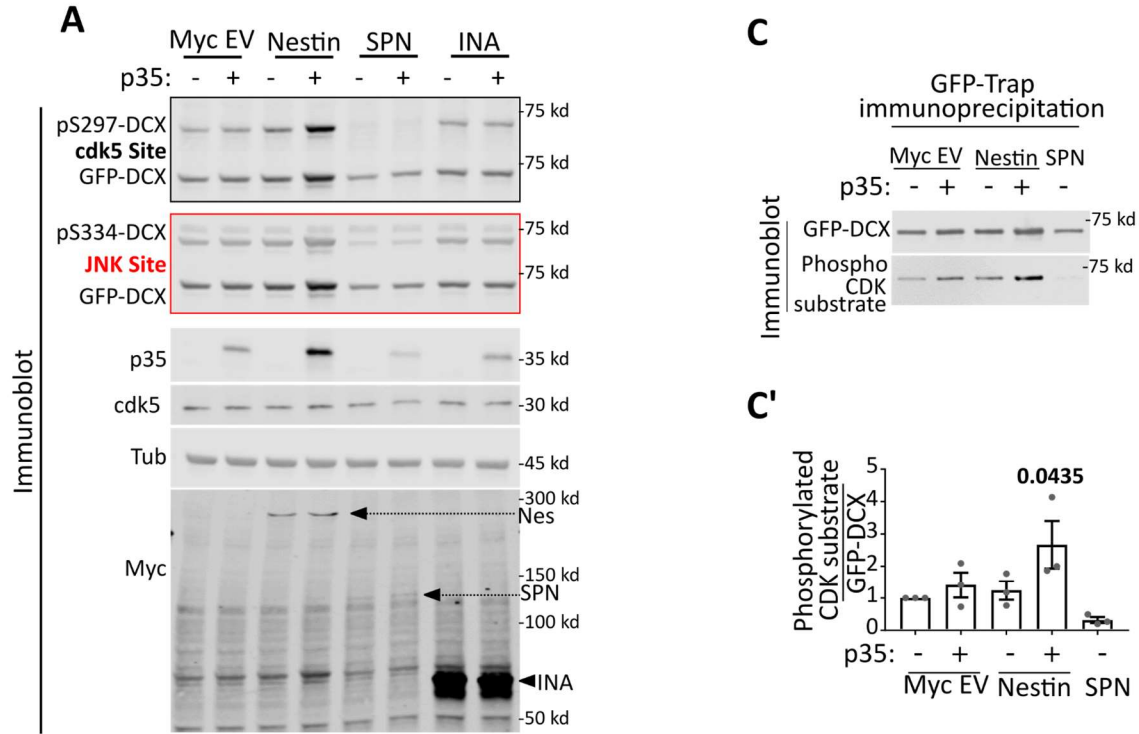 A
Myc EV Nestin SPN INA
p35: - + - + - + - +
Immunoblot
pS297-DCX
cdk5 Site
GFP-DCX
-75 kd
-75 kd
pS334-DCX
JNK Site
GFP-DCX
-75 kd
-75 kd
p35
-35 kd
cdk5
-30 kd
Tub
-45 kd
Myc
-300 kd
Nes
-150 kd
SPN
-100 kd
INA
-50 kd
C
GFP-Trap
immunoprecipitation
Myc EV Nestin SPN
p35: - + - + -
Immunoblot
GFP-DCX
-75 kd
Phospho
CDK
substrate
-75 kd
C'
Phosphorylated
CDK substrate
GFP-DCX
5
4
3
2
1
0
0.0435
p35: - + - + -
Myc EV Nestin SPN